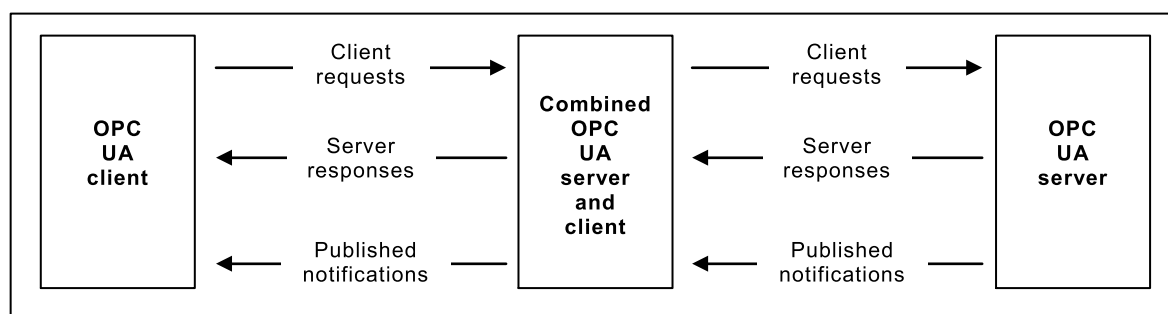 OPC
UA
client
Client
requests
Server
responses
Published
notifications
Combined
OPC
UA
server
and
client
Client
requests
Server
responses
Published
notifications
OPC
UA
server